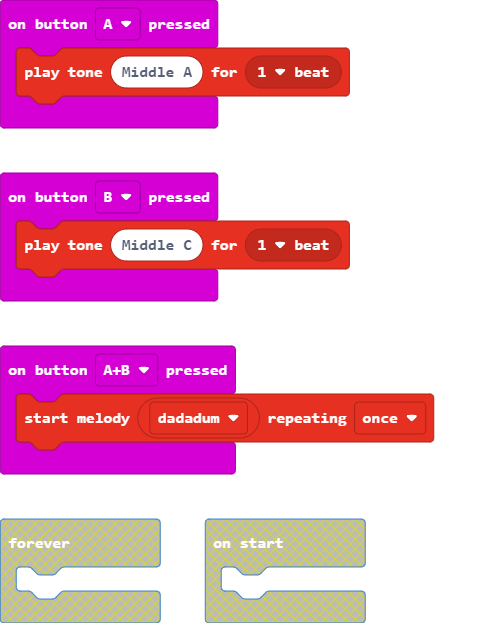 on button A pressed
play tone Middle A for 1 beat
on button B pressed
play tone Middle C for 1 beat
on button A+B pressed
start melody dadadum repeating once
forever on start